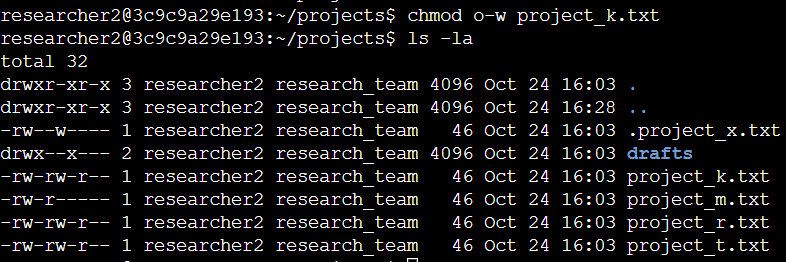 researcher2@3c9c9a29e193:~/projects$ chmod o-w project_k.txt
researcher2@3c9c9a29e193:~/projects$ ls -la
total 32
drwxr-xr-x 3 researcher2 research_team 4096 Oct 24 16:03 .
drwxr-xr-x 3 researcher2 research_team 4096 Oct 24 16:28 ..
-rw--w---- 1 researcher2 research_team   46 Oct 24 16:03 .project_x.txt
drwx--x--- 2 researcher2 research_team 4096 Oct 24 16:03 drafts
-rw-rw-r-- 1 researcher2 research_team   46 Oct 24 16:03 project_k.txt
-rw-r----- 1 researcher2 research_team   46 Oct 24 16:03 project_m.txt
-rw-rw-r-- 1 researcher2 research_team   46 Oct 24 16:03 project_r.txt
-rw-rw-r-- 1 researcher2 research_team   46 Oct 24 16:03 project_t.txt